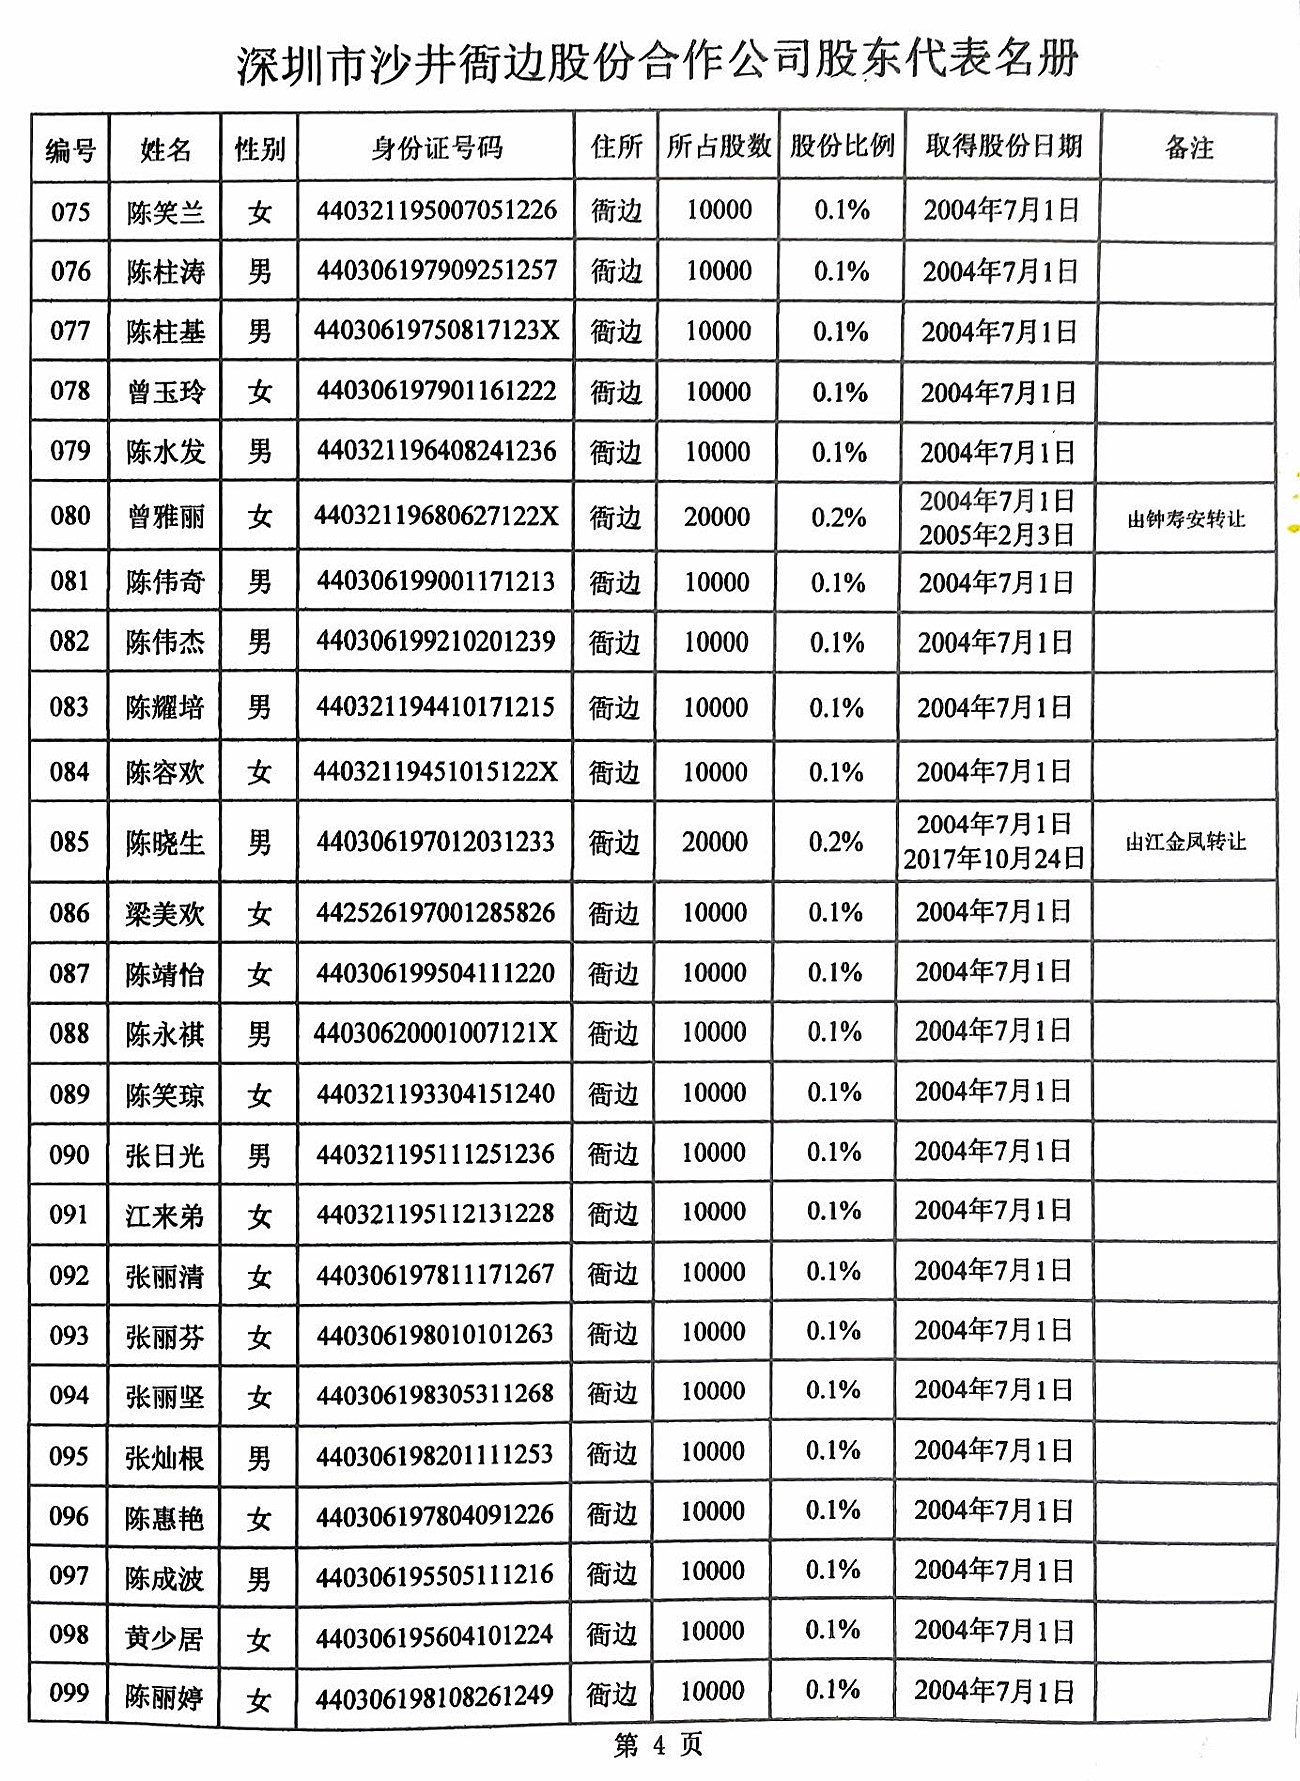 深圳市沙井衙边股份合作公司股东代表名册
编号 姓名 性别 身份证号码 住所 所占股数 股份比例 取得股份日期 备注
075 陈笑兰 女 440321195007051226 衙边 10000 0.1% 2004年7月1日
076 陈柱涛 男 440306197909251257 衙边 10000 0.1% 2004年7月1日
077 陈柱基 男 44030619750817123X 衙边 10000 0.1% 2004年7月1日
078 曾玉玲 女 440306197901161222 衙边 10000 0.1% 2004年7月1日
079 陈水发 男 440321196408241236 衙边 10000 0.1% 2004年7月1日
080 曾雅丽 女 44032119680627122X 衙边 20000 0.2% 2004年7月1日 2005年2月3日 由钟寿安转让
081 陈伟奇 男 440306199001171213 衙边 10000 0.1% 2004年7月1日
082 陈伟杰 男 440306199210201239 衙边 10000 0.1% 2004年7月1日
083 陈耀培 男 440321194410171215 衙边 10000 0.1% 2004年7月1日
084 陈容欢 女 44032119451015122X 衙边 10000 0.1% 2004年7月1日
085 陈晓生 男 440306197012031233 衙边 20000 0.2% 2004年7月1日 2017年10月24日 由江金凤转让
086 梁美欢 女 442526197001285826 衙边 10000 0.1% 2004年7月1日
087 陈靖怡 女 440306199504111220 衙边 10000 0.1% 2004年7月1日
088 陈永祺 男 44030620001007121X 衙边 10000 0.1% 2004年7月1日
089 陈笑琼 女 440321193304151240 衙边 10000 0.1% 2004年7月1日
090 张日光 男 440321195111251236 衙边 10000 0.1% 2004年7月1日
091 江来弟 女 440321195112131228 衙边 10000 0.1% 2004年7月1日
092 张丽清 女 440306197811171267 衙边 10000 0.1% 2004年7月1日
093 张丽芬 女 440306198010101263 衙边 10000 0.1% 2004年7月1日
094 张丽坚 女 440306198305311268 衙边 10000 0.1% 2004年7月1日
095 张灿根 男 440306198201111253 衙边 10000 0.1% 2004年7月1日
096 陈惠艳 女 440306197804091226 衙边 10000 0.1% 2004年7月1日
097 陈成波 男 440306195505111216 衙边 10000 0.1% 2004年7月1日
098 黄少居 女 440306195604101224 衙边 10000 0.1% 2004年7月1日
099 陈丽婷 女 440306198108261249 衙边 10000 0.1% 2004年7月1日
第 4 页